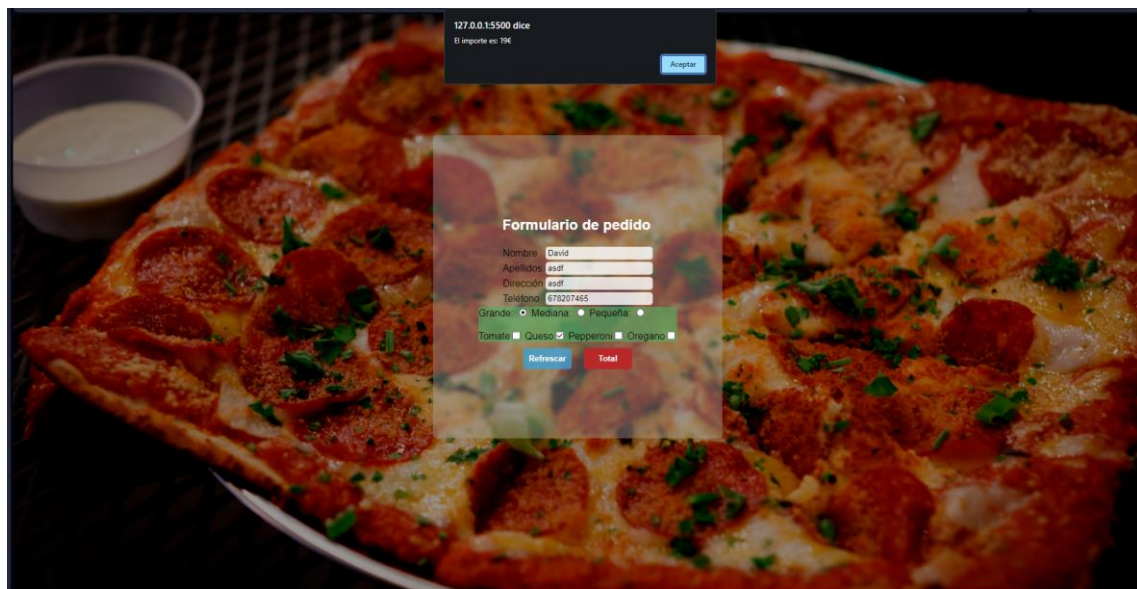 127.0.0.1:5500 dice
El importe es: 19€
Aceptar
Formulario de pedido
Nombre David
Apellidos asdf
Dirección asdf
Teléfono 678207465
Grande: Mediana: Pequeña:
Tomate Queso Pepperoni Oregano
Refrescar Total